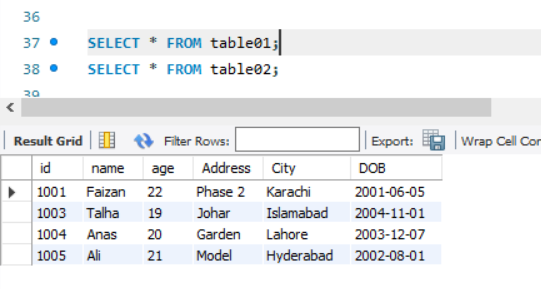 36
37 SELECT * FROM table01;
38 SELECT * FROM table02;
39
Result Grid Filter Rows: Export: Wrap Cell Con
id name age Address City DOB
1001 Faizan 22 Phase 2 Karachi 2001-06-05
1003 Talha 19 Johar Islamabad 2004-11-01
1004 Anas 20 Garden Lahore 2003-12-07
1005 Ali 21 Model Hyderabad 2002-08-01